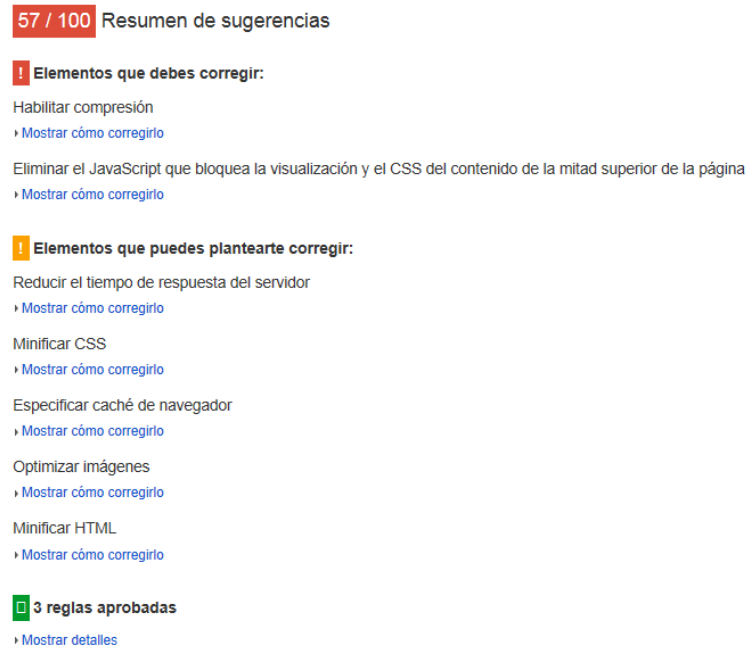 57 / 100 Resumen de sugerencias
! Elementos que debes corregir:
Habilitar compresión
Mostrar cómo corregirlo
Eliminar el JavaScript que bloquea la visualización y el CSS del contenido de la mitad superior de la página
Mostrar cómo corregirlo
! Elementos que puedes plantearte corregir:
Reducir el tiempo de respuesta del servidor
Mostrar cómo corregirlo
Minificar CSS
Mostrar cómo corregirlo
Especificar caché de navegador
Mostrar cómo corregirlo
Optimizar imágenes
Mostrar cómo corregirlo
Minificar HTML
Mostrar cómo corregirlo
3 reglas aprobadas
Mostrar detalles